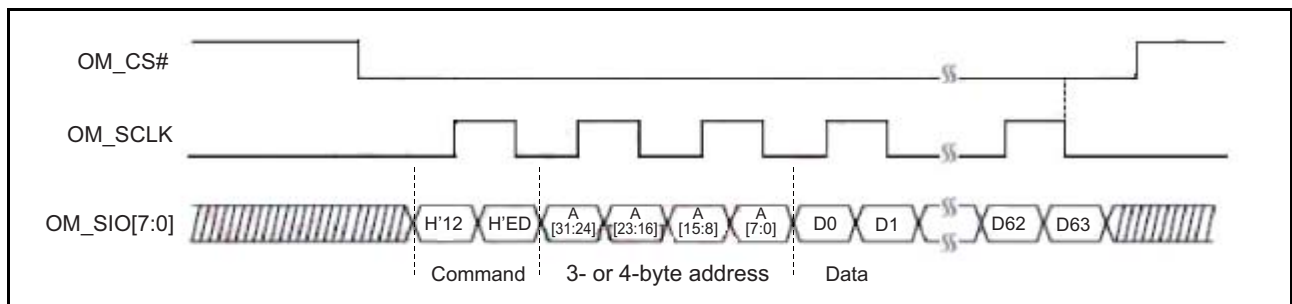 OM_CS#
OM_SCLK
OM_SIO[7:0]
H'12 H'ED A [31:24] A [23:16] A [15:8] A [7:0] D0 D1 D62 D63
Command 3- or 4-byte address Data